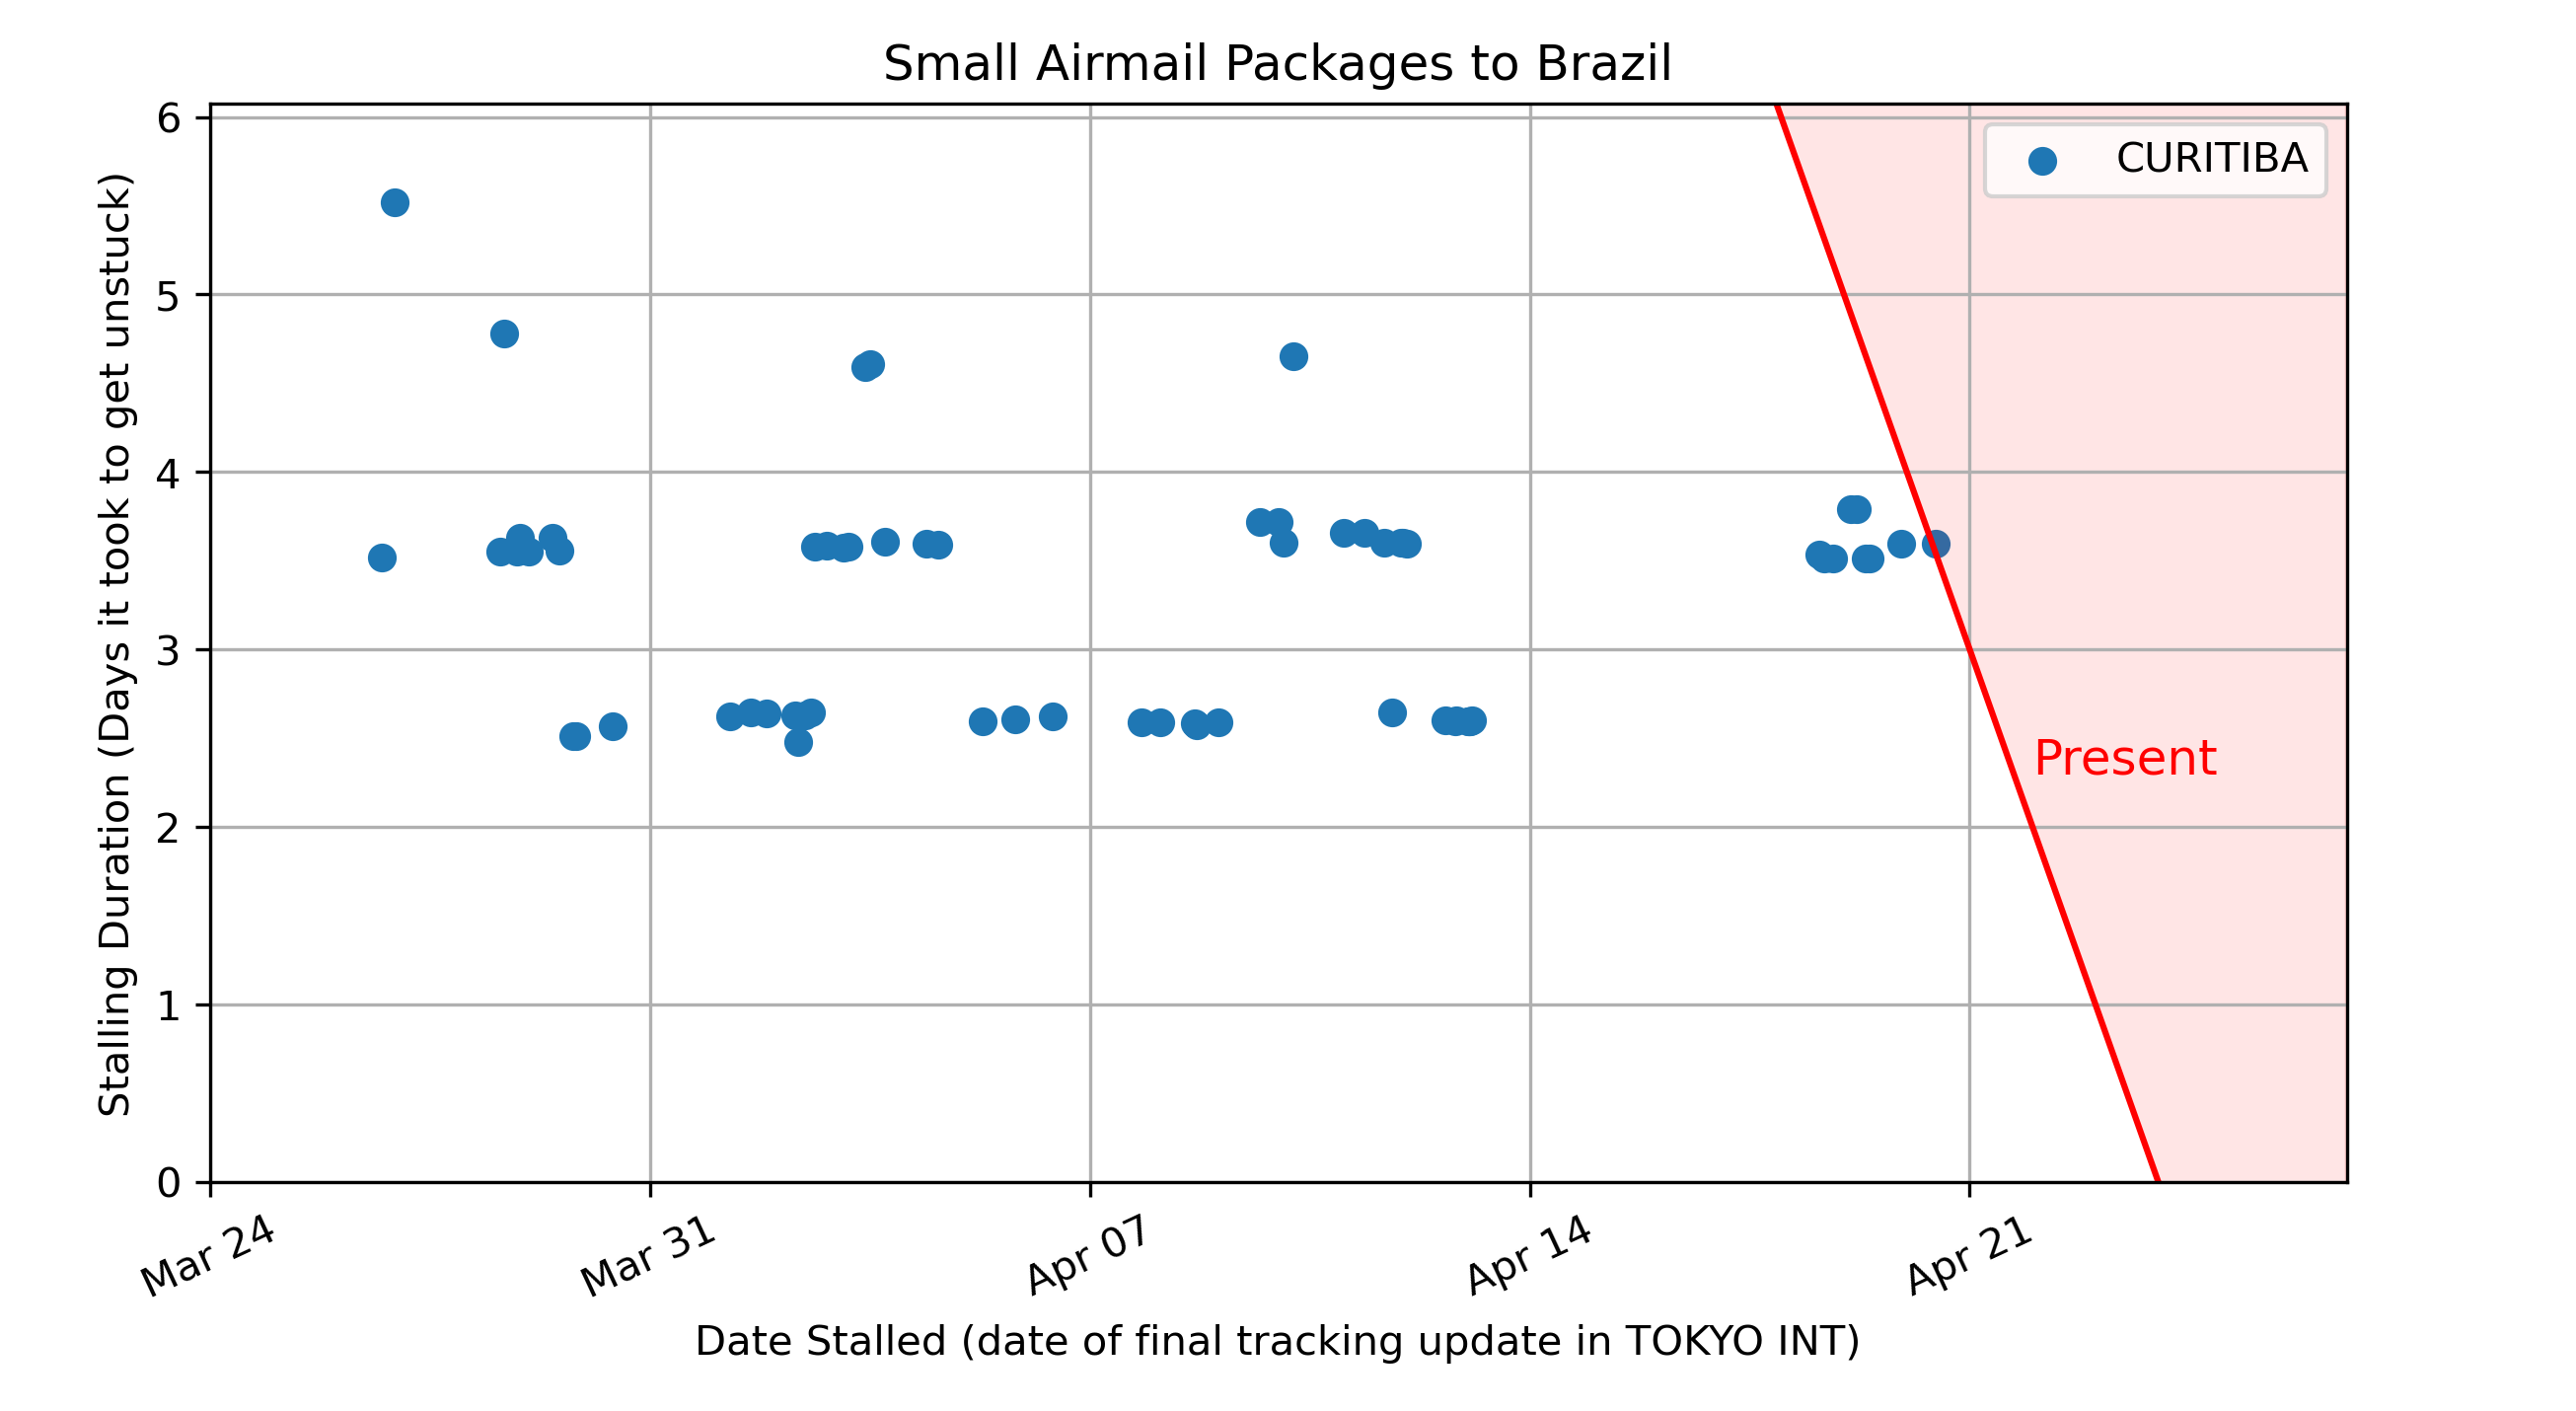 Small Airmail Packages to Brazil
Stalling Duration (Days it took to get unstuck)
6
5
4
3
2
1
0
CURITIBA
Present
Mar 24
Mar 31
Apr 07
Apr 14
Apr 21
Date Stalled (date of final tracking update in TOKYO INT)